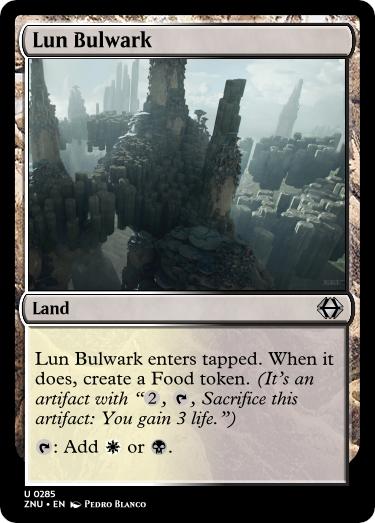 Lun Bulwark
Land
Lun Bulwark enters tapped. When it
does, create a Food token. (It's an
artifact with “2, T, Sacrifice this
artifact: You gain 3 life.”)
: Add or .
U 0285
ZNU • EN Pedro Blanco